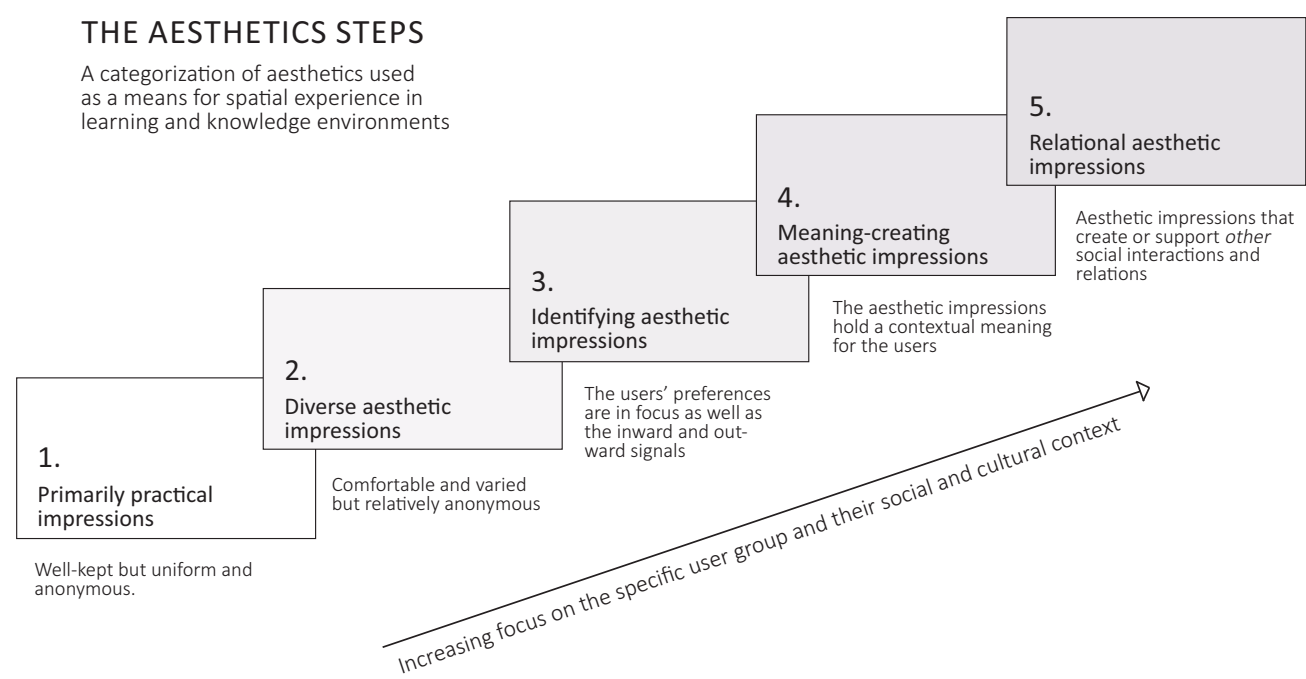 THE AESTHETICS STEPS
A categorization of aesthetics used
as a means for spatial experience in
learning and knowledge environments
1.
Primarily practical
impressions
Well-kept but uniform and
anonymous.
2.
Diverse aesthetic
impressions
Comfortable and varied
but relatively anonymous
3.
Identifying aesthetic
impressions
The users’ preferences
are in focus as well as
the inward and out-
ward signals
4.
Meaning-creating
aesthetic impressions
The aesthetic impressions
hold a contextual meaning
for the users
5.
Relational aesthetic
impressions
Aesthetic impressions that
create or support other
social interactions and
relations
Increasing focus on the specific user group and their social and cultural context